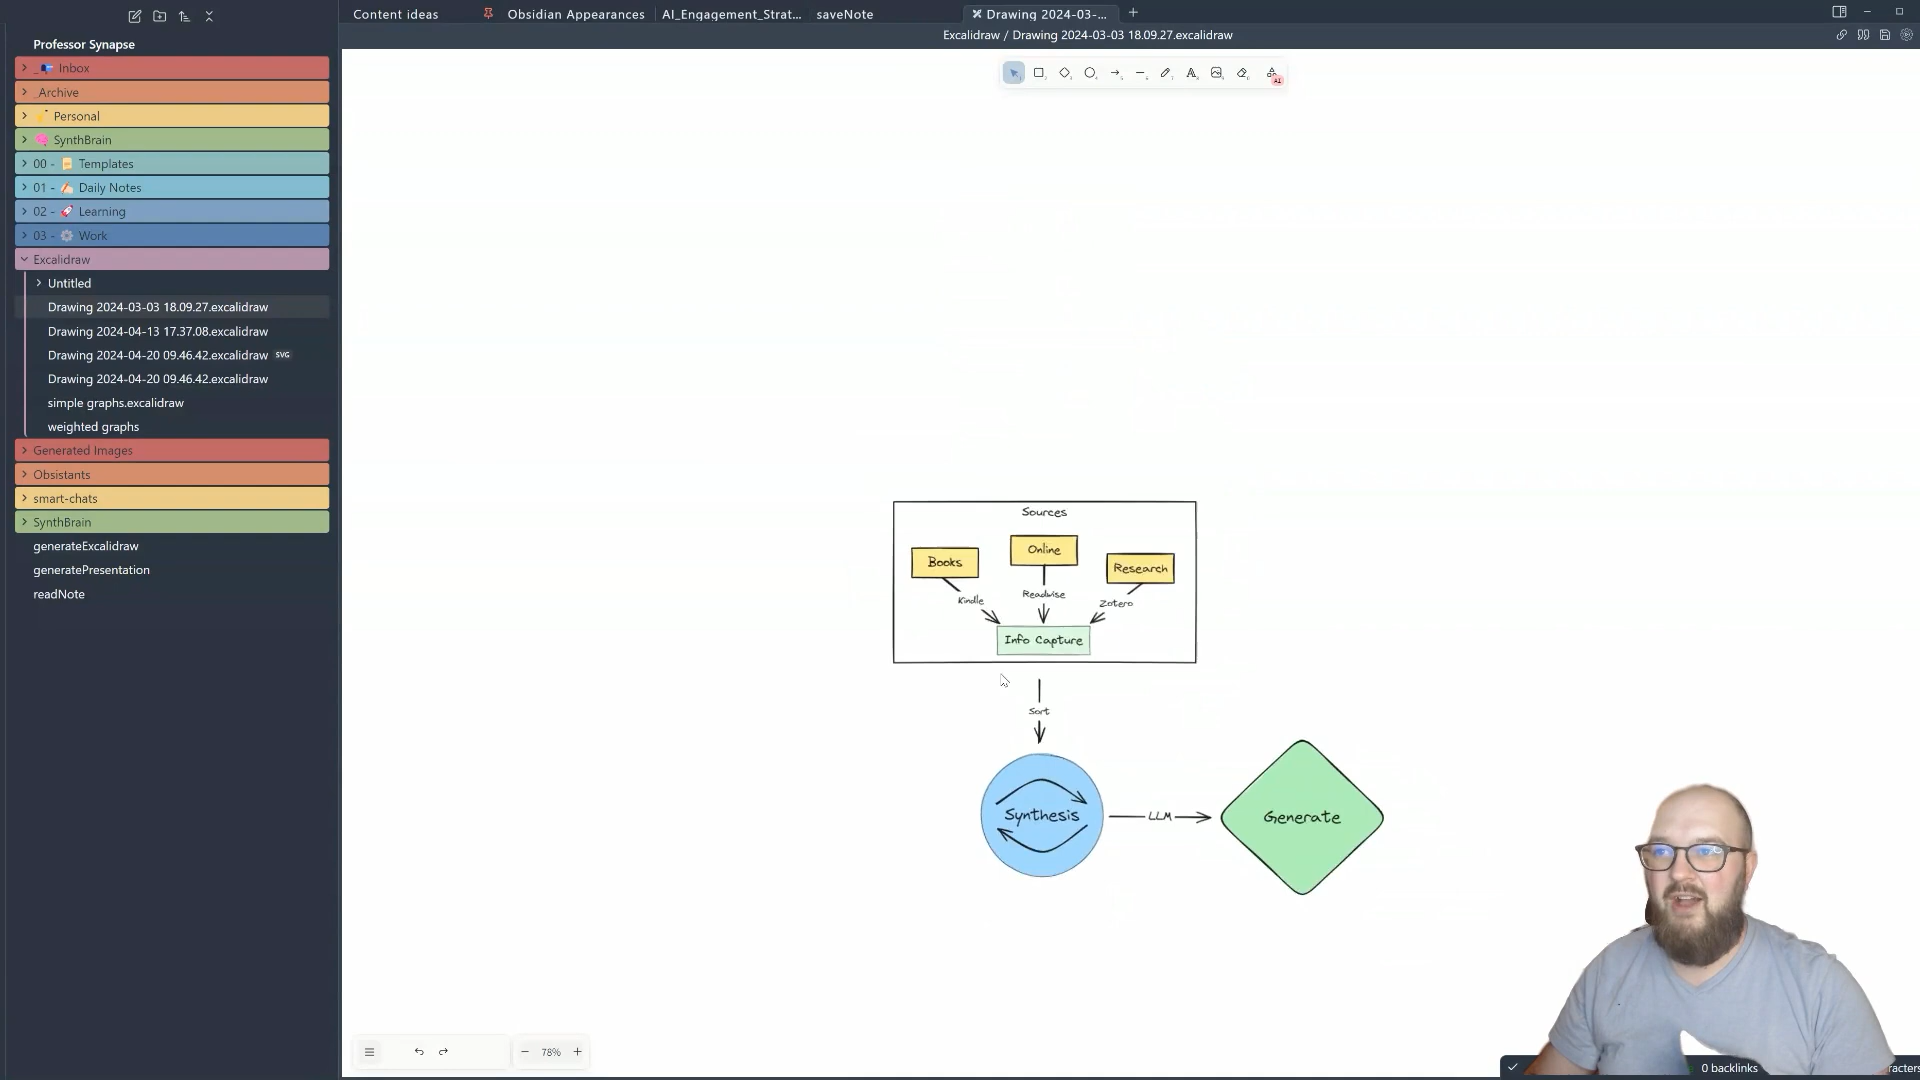 Content ideas
Obsidian Appearances
AI_Engagement_Strat...
saveNote
Drawing 2024-03-...
Excalidraw / Drawing 2024-03-03 18.09.27.excalidraw
Professor Synapse
_ Inbox
_Archive
Personal
SynthBrain
00 - Templates
01 - Daily Notes
02 - Learning
03 - Work
Excalidraw
Untitled
Drawing 2024-03-03 18.09.27.excalidraw
Drawing 2024-04-13 17.37.08.excalidraw
Drawing 2024-04-20 09.46.42.excalidraw SVG
Drawing 2024-04-20 09.46.42.excalidraw
simple graphs.excalidraw
weighted graphs
Generated Images
Obsistants
smart-chats
SynthBrain
generateExcalidraw
generatePresentation
readNote
AI
Sources
Books
Online
Research
Kindle
Readwise
Zotero
Info Capture
Sort
Synthesis
LLM
Generate
78%
0 backlinks
racters